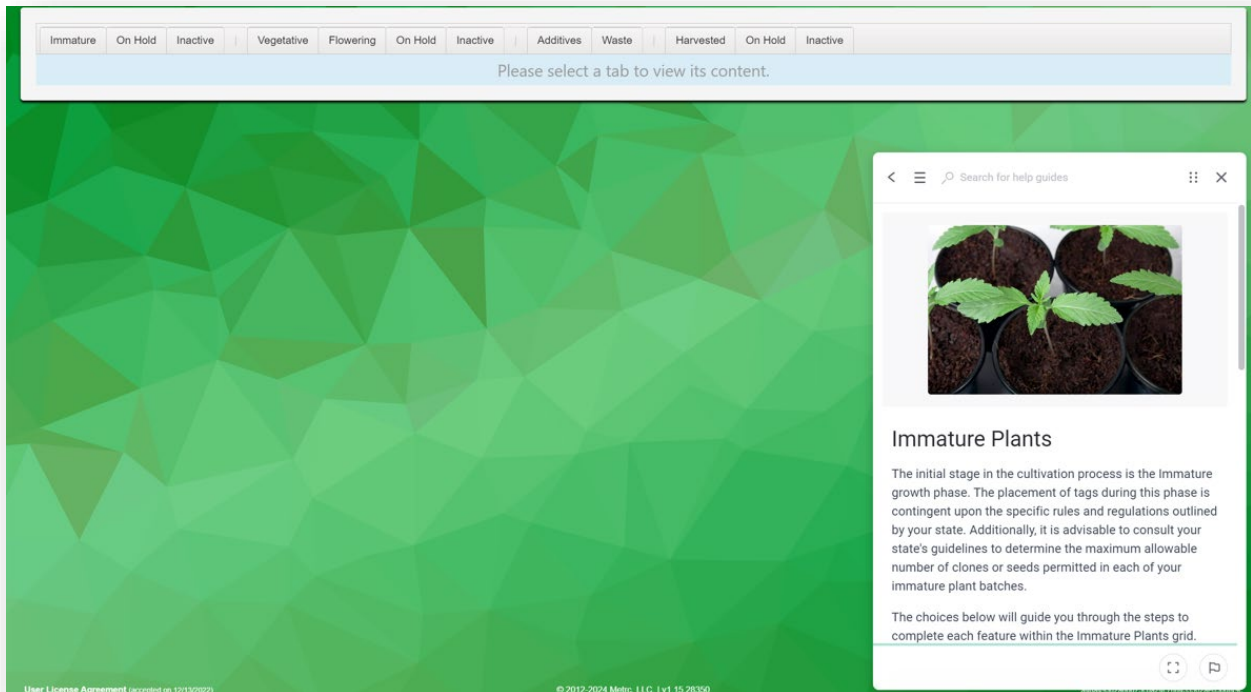 Immature On Hold Inactive | Vegetative Flowering On Hold Inactive | Additives Waste | Harvested On Hold Inactive
Please select a tab to view its content.
Search for help guides
Immature Plants
The initial stage in the cultivation process is the Immature
growth phase. The placement of tags during this phase is
contingent upon the specific rules and regulations outlined
by your state. Additionally, it is advisable to consult your
state's guidelines to determine the maximum allowable
number of clones or seeds permitted in each of your
immature plant batches.
The choices below will guide you through the steps to
complete each feature within the Immature Plants grid.
User License Agreement (accepted on 12/13/2022)
© 2012-2024 Metrc, LLC. | v1.15.28350